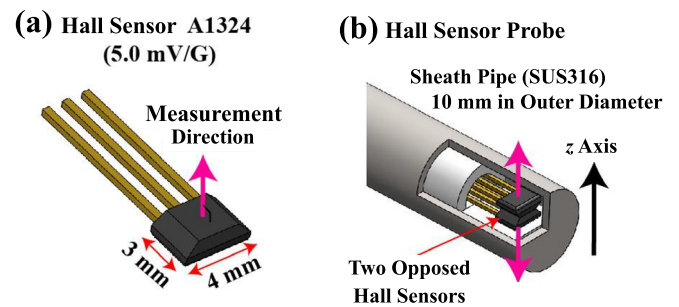 (a) Hall Sensor A1324
(5.0 mV/G)
Measurement
Direction
3 mm
4 mm
(b) Hall Sensor Probe
Sheath Pipe (SUS316)
10 mm in Outer Diameter
z Axis
Two Opposed
Hall Sensors